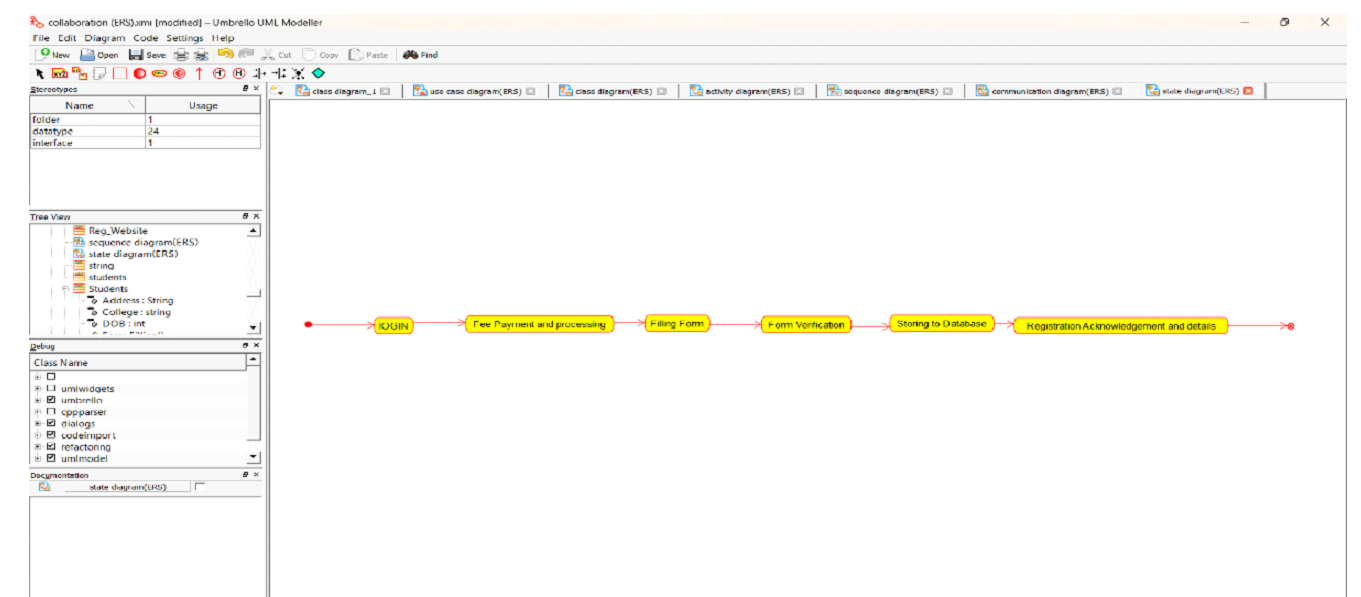 collaboration (ERS).xmi [modified] – Umbrello UML Modeller
File Edit Diagram Code Settings Help
New Open Save Cut Copy Paste Find
Stereotypes
class diagram_1 use case diagram(ERS) class diagram(ERS) activity diagram(ERS) sequence diagram(ERS) communication diagram(ERS) state diagram(ERS)
Name Usage
folder 1
datatype 24
interface 1
Tree View
Reg_Website
sequence diagram(ERS)
state diagram(ERS)
string
students
Students
Address : String
College : string
DOB : int
LOGIN Fee Payment and processing Filling Form Form Verification Storing to Database Registration Acknowledgement and details
Debug
Class Name
umlwidgets
umbrello
cppparser
dialogs
codeimport
refactoring
umlmodel
Documentation
state diagram(ERS)